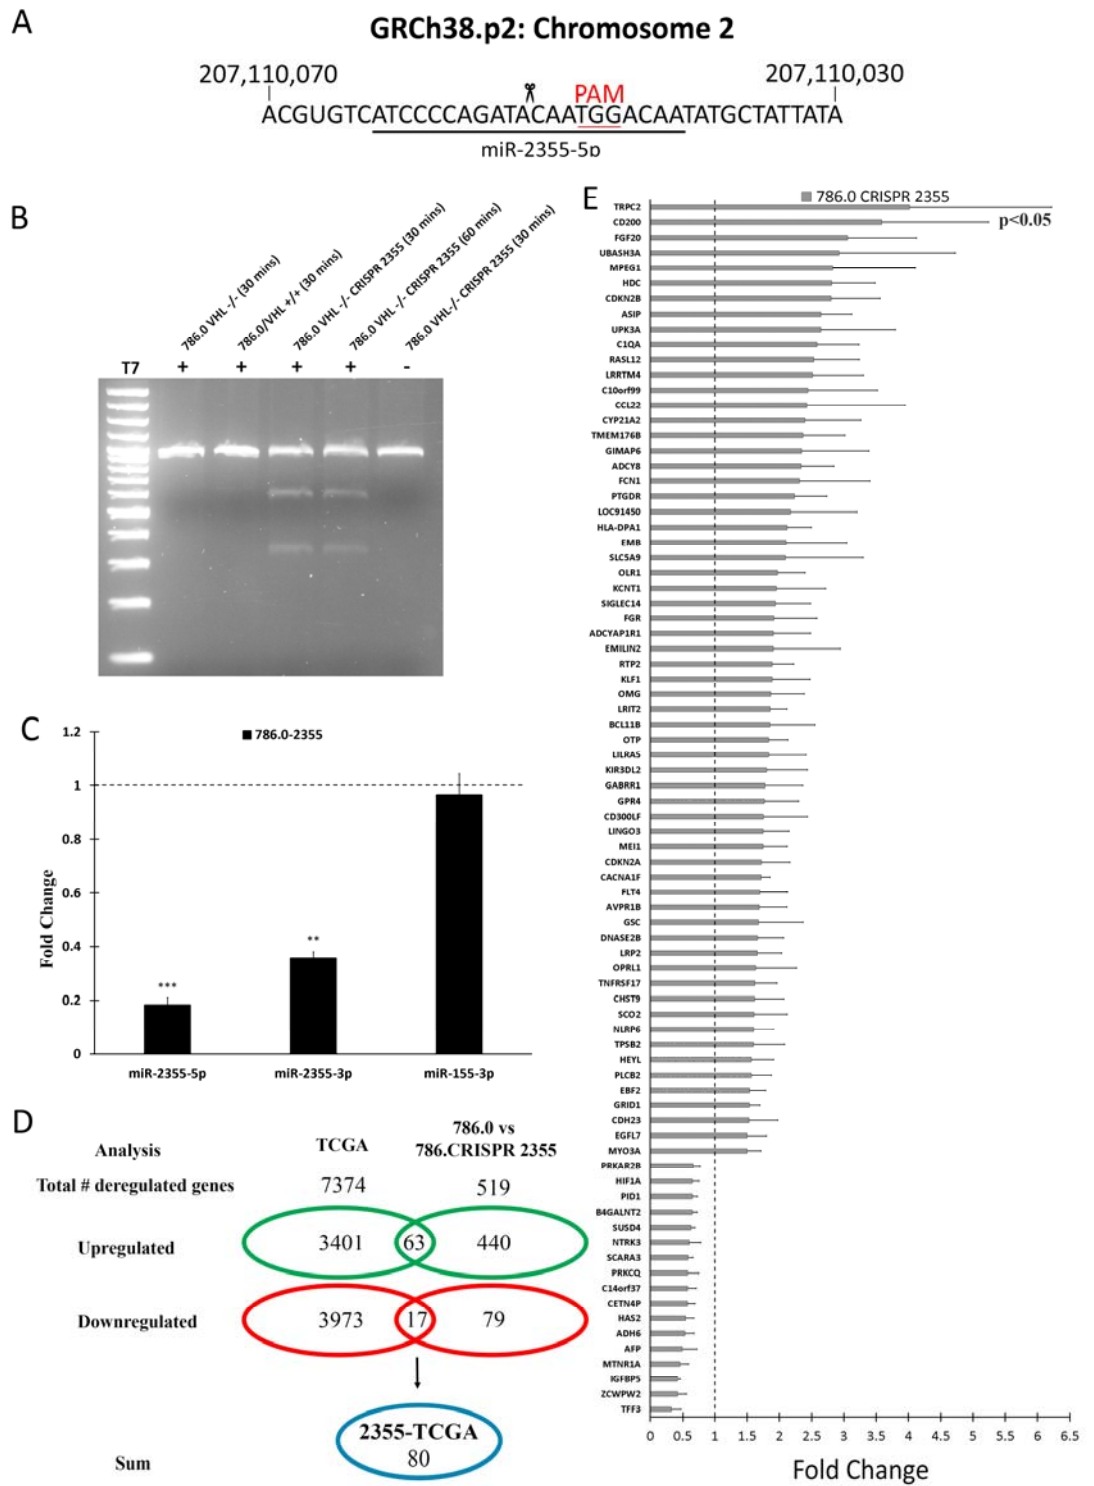 A
GRCh38.p2: Chromosome 2
207,110,070
207,110,030
PAM
ACGUGTCATCCCCAGATACAATGGACAATATGCTATTATA
miR-2355-5p
B
786.0 VHL -/- (30 mins)
786.0/VHL +/+ (30 mins)
786.0 VHL -/- CRISPR 2355 (30 mins)
786.0 VHL -/- CRISPR 2355 (60 mins)
786.0 VHL-/- CRISPR 2355 (30 mins)
T7 + + + + -
C
786.0-2355
Fold Change
1.2
1
0.8
0.6
0.4
0.2
0
***
**
miR-2355-5p
miR-2355-3p
miR-155-3p
D
Analysis
TCGA
786.0 vs
786.CRISPR 2355
Total # deregulated genes
7374
519
Upregulated
3401
63
440
Downregulated
3973
17
79
2355-TCGA
80
Sum
E
786.0 CRISPR 2355
p<0.05
TRPC2
CD200
FGF20
UBASH3A
MPEG1
HDC
CDKN2B
ASIP
UPK3A
C1QA
RASL12
LRRTM4
C10orf99
CCL22
CYP21A2
TMEM176B
GIMAP6
ADCY8
FCN1
PTGDR
LOC91450
HLA-DPA1
EMB
SLC5A9
OLR1
KCNT1
SIGLEC14
FGR
ADCYAP1R1
EMILIN2
RTP2
KLF1
OMG
LRIT2
BCL11B
OTP
LILRA5
KIR3DL2
GABRR1
GPR4
CD300LF
LINGO3
MEI1
CDKN2A
CACNA1F
FLT4
AVPR1B
GSC
DNASE2B
LRP2
OPRL1
TNFRSF17
CHST9
SCO2
NLRP6
TPSB2
HEYL
PLCB2
EBF2
GRID1
CDH23
EGFL7
MYO3A
PRKAR2B
HIF1A
PID1
B4GALNT2
SUSD4
NTRK3
SCARA3
PRKCQ
C14orf37
CETN4P
HAS2
ADH6
AFP
MTNR1A
IGFBP5
ZCWPW2
TFF3
0 0.5 1 1.5 2 2.5 3 3.5 4 4.5 5 5.5 6 6.5
Fold Change